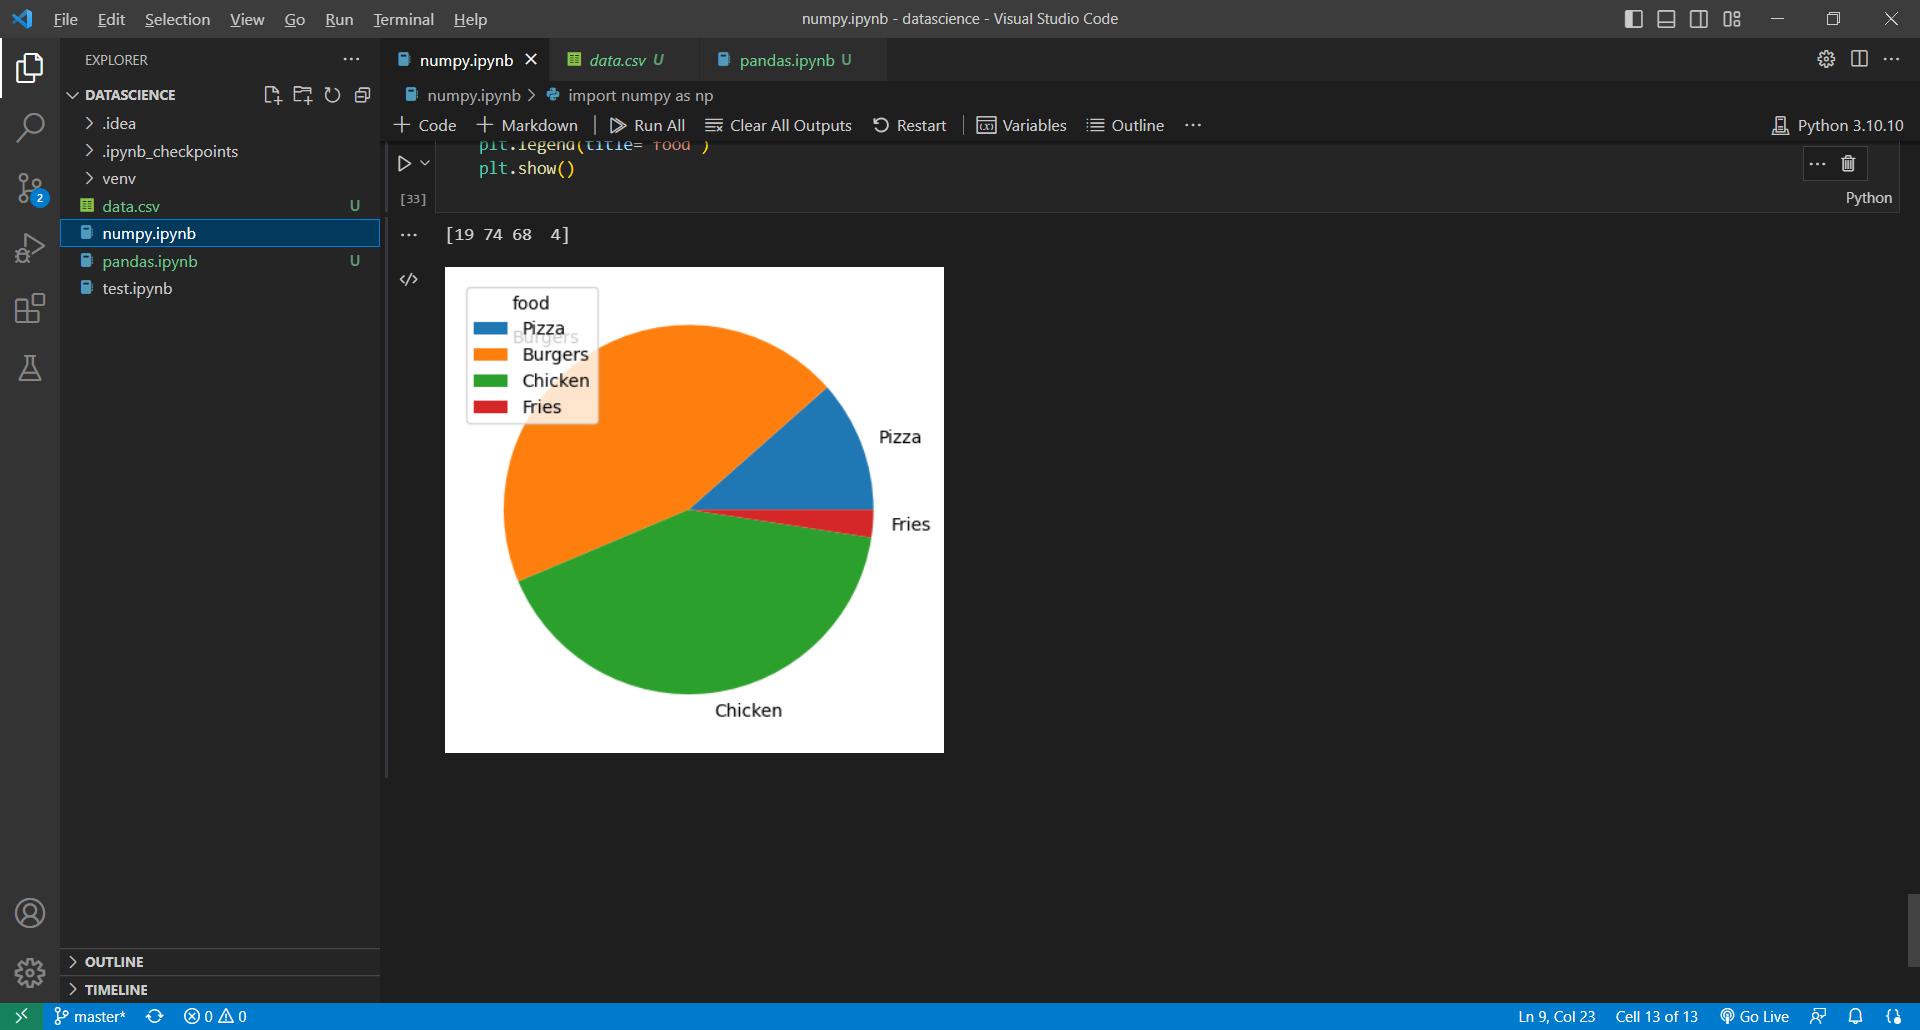 File Edit Selection View Go Run Terminal Help
numpy.ipynb - datascience - Visual Studio Code
EXPLORER
DATASCIENCE
.idea
.ipynb_checkpoints
venv
data.csv U
numpy.ipynb
pandas.ipynb U
test.ipynb
OUTLINE
TIMELINE
2
numpy.ipynb data.csv U pandas.ipynb U
numpy.ipynb > import numpy as np
+ Code + Markdown Run All Clear All Outputs Restart Variables Outline ...
Python 3.10.10
plt.legend(title="food")
plt.show()
[33]
Python
[19 74 68  4]
food
Pizza
Burgers
Burgers
Chicken
Fries
Pizza
Fries
Chicken
master* 0 0
Ln 9, Col 23 Cell 13 of 13 Go Live